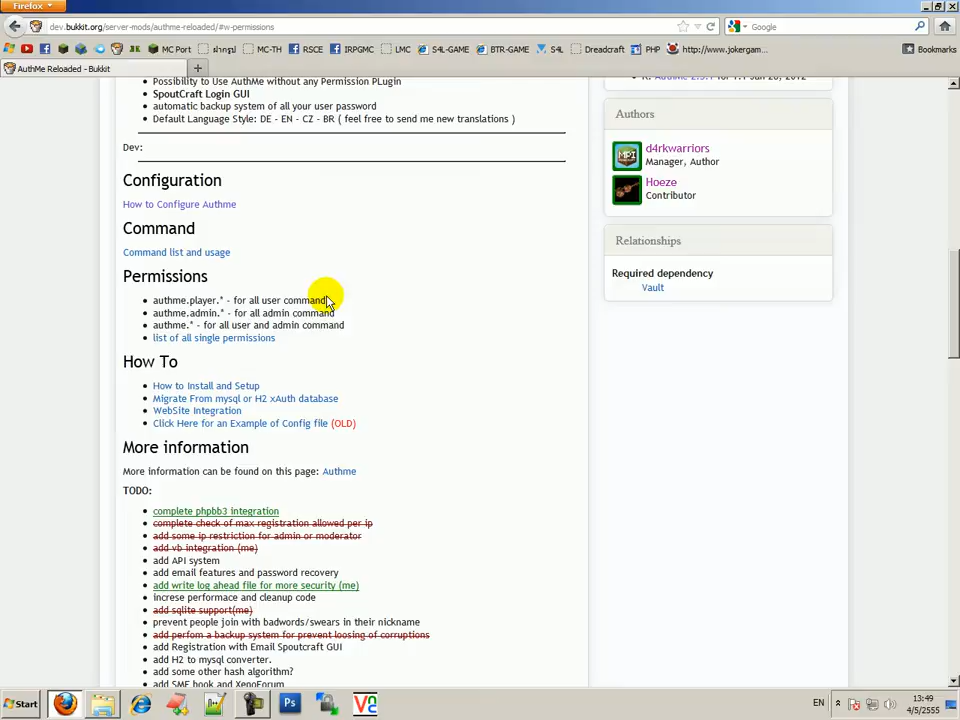 Firefox
dev.bukkit.org/server-mods/authme-reloaded/#w-permissions
Google
MC Port
MC-TH
RSCE
IRPGMC
LMC
S4L-GAME
BTR-GAME
S4L
Dreadcraft
PHP
http://www.jokergam...
Bookmarks
AuthMe Reloaded - Bukkit
Possibility to Use AuthMe without any Permission PLugin
SpoutCraft Login GUI
automatic backup system of all your user password
Default Language Style: DE - EN - CZ - BR ( feel free to send me new translations )
Dev:
Configuration
How to Configure Authme
Command
Command list and usage
Permissions
authme.player.* - for all user command
authme.admin.* - for all admin command
authme.* - for all user and admin command
list of all single permissions
How To
How to Install and Setup
Migrate From mysql or H2 xAuth database
WebSite Integration
Click Here for an Example of Config file (OLD)
More information
More information can be found on this page: Authme
TODO:
complete phpbb3 integration
complete check of max registration allowed per ip
add some ip restriction for admin or moderator
add vb integration (me)
add API system
add email features and password recovery
add write log ahead file for more security (me)
increse performace and cleanup code
add sqlite support(me)
prevent people join with badwords/swears in their nickname
add perfom a backup system for prevent loosing of corruptions
add Registration with Email Spoutcraft GUI
add H2 to mysql converter.
add some other hash algorithm?
add SMF book and XenoForum
Authors
d4rkwarriors
Manager, Author
Hoeze
Contributor
Relationships
Required dependency
Vault
Start
Ps
EN
13:49
4/5/2555